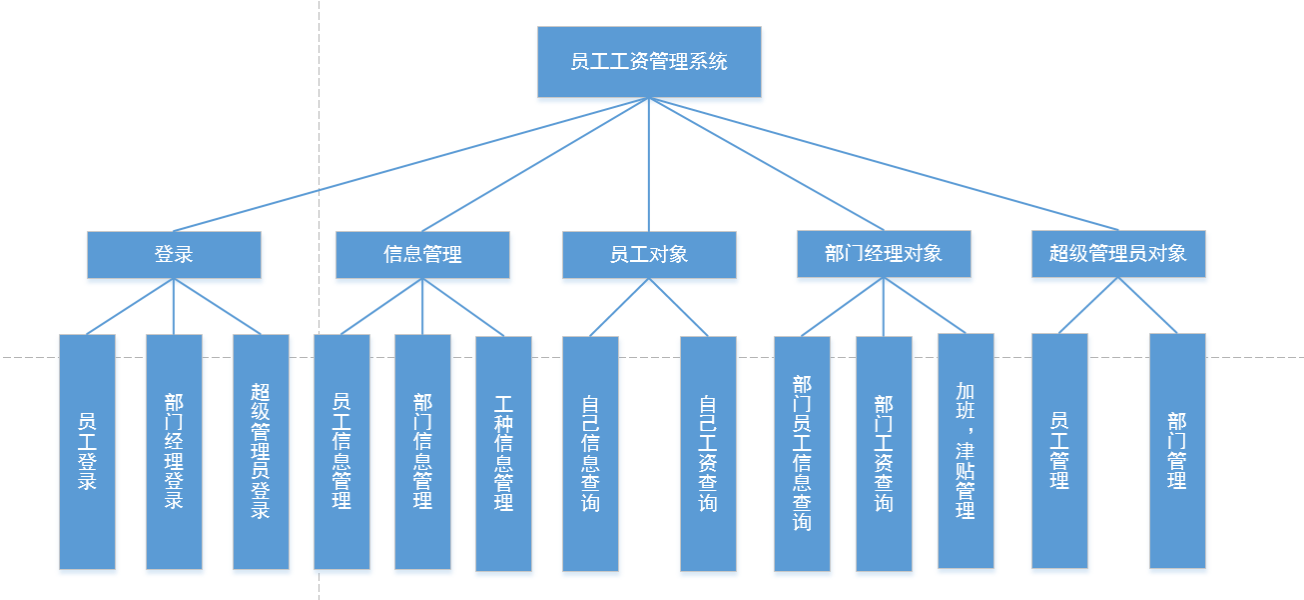 员工工资管理系统
登录
信息管理
员工对象
部门经理对象
超级管理员对象
员工登录
部门经理登录
超级管理员登录
员工信息管理
部门信息管理
工种信息管理
自己信息查询
自己工资查询
部门员工信息查询
部门工资查询
加班，津贴管理
员工管理
部门管理